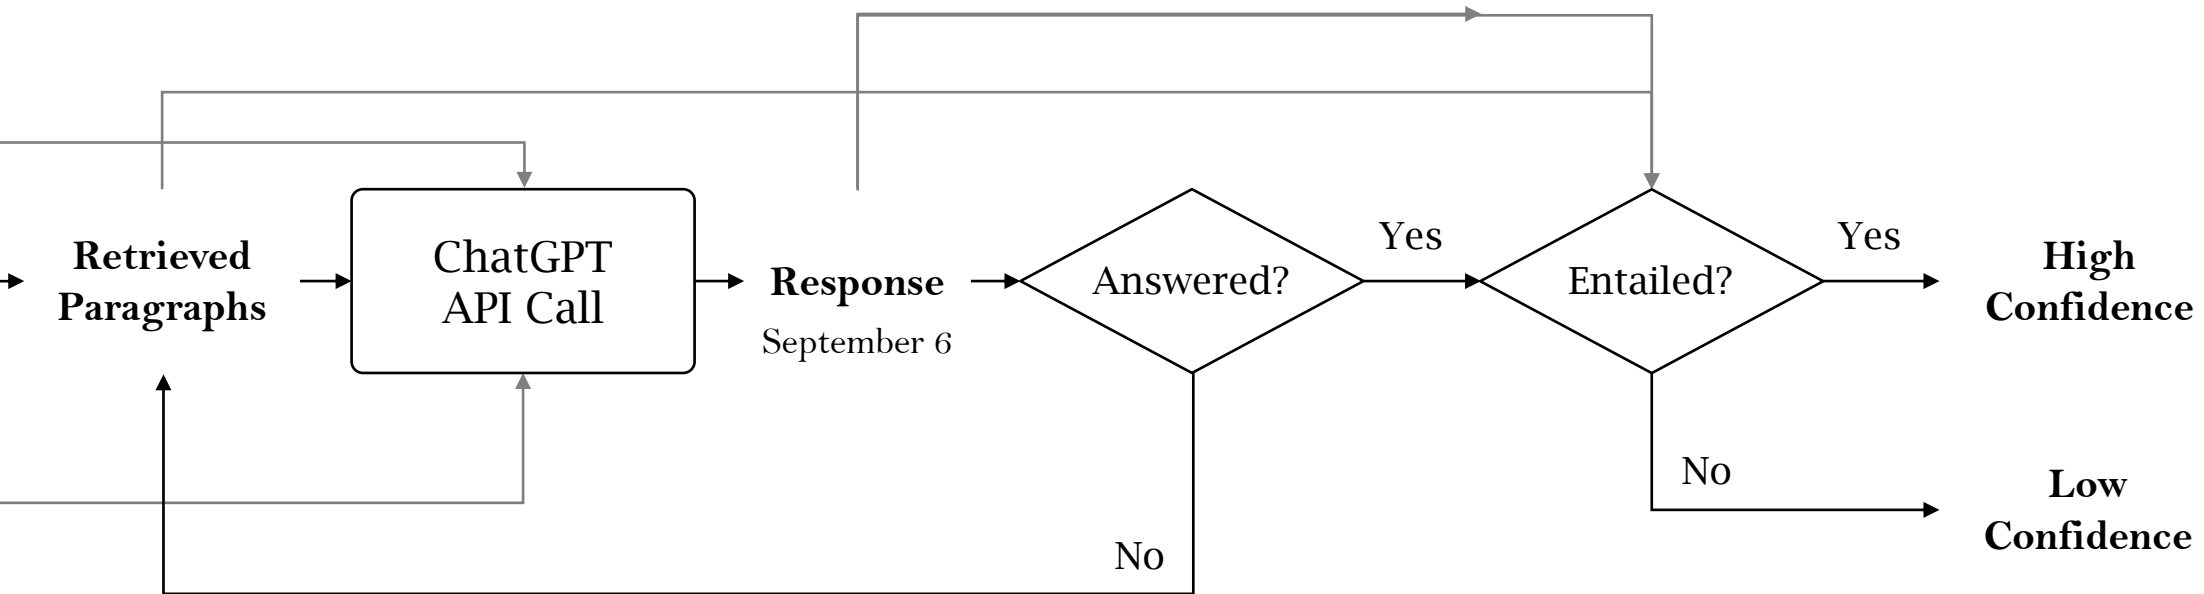 Retrieved
Paragraphs
ChatGPT
API Call
Response
September 6
Answered?
Yes
No
Entailed?
Yes
No
High
Confidence
Low
Confidence